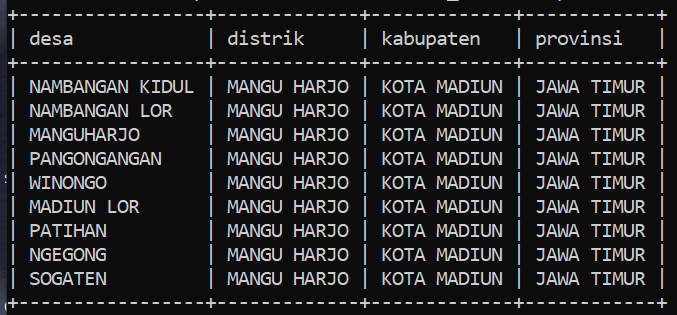 +-----------------+-------------+-------------+------------+
| desa            | distrik     | kabupaten   | provinsi   |
+-----------------+-------------+-------------+------------+
| NAMBANGAN KIDUL | MANGU HARJO | KOTA MADIUN | JAWA TIMUR |
| NAMBANGAN LOR   | MANGU HARJO | KOTA MADIUN | JAWA TIMUR |
| MANGUHARJO      | MANGU HARJO | KOTA MADIUN | JAWA TIMUR |
| PANGONGANGAN    | MANGU HARJO | KOTA MADIUN | JAWA TIMUR |
| WINONGO         | MANGU HARJO | KOTA MADIUN | JAWA TIMUR |
| MADIUN LOR      | MANGU HARJO | KOTA MADIUN | JAWA TIMUR |
| PATIHAN         | MANGU HARJO | KOTA MADIUN | JAWA TIMUR |
| NGEGONG         | MANGU HARJO | KOTA MADIUN | JAWA TIMUR |
| SOGATEN         | MANGU HARJO | KOTA MADIUN | JAWA TIMUR |
+-----------------+-------------+-------------+------------+